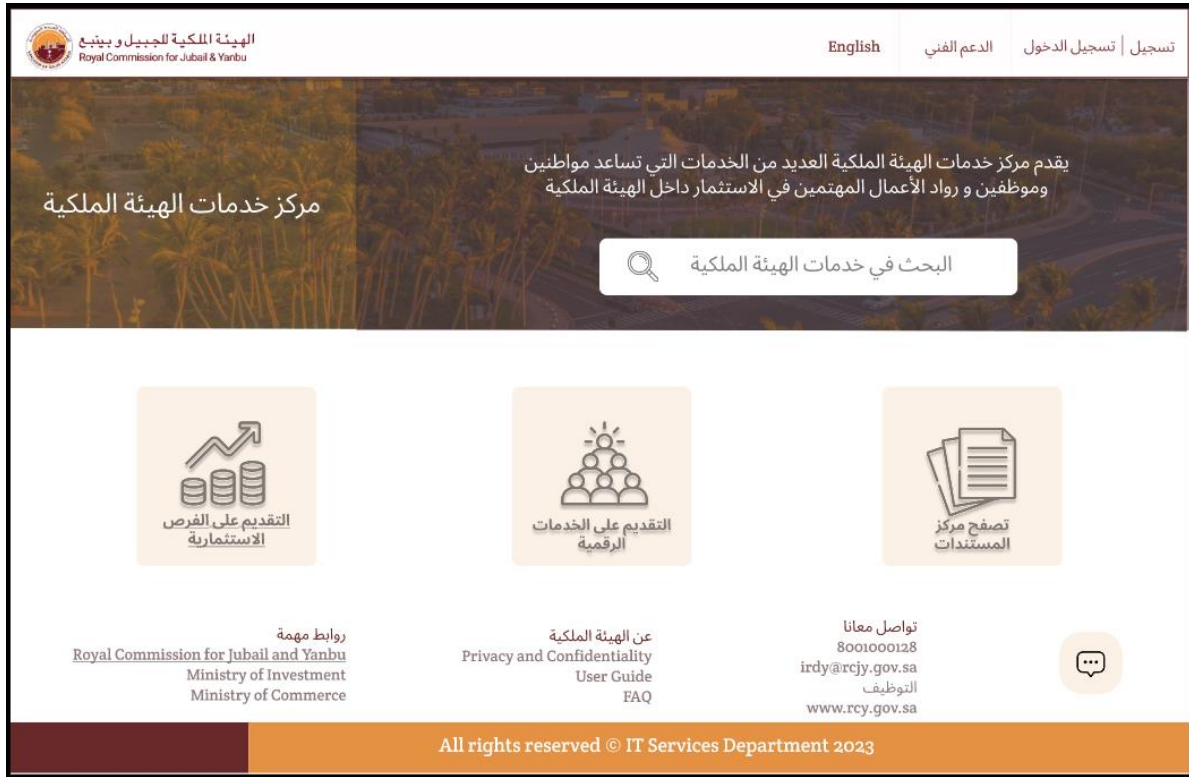 الهيئة الملكية للجبيل و بينبع
Royal Commission for Jubail & Yanbu
English
الدعم الفني
تسجيل | تسجيل الدخول
يقدم مركز خدمات الهيئة الملكية العديد من الخدمات التي تساعد مواطنين
وموظفين و رواد الأعمال المهتمين في الاستثمار داخل الهيئة الملكية
مركز خدمات الهيئة الملكية
البحث في خدمات الهيئة الملكية
تصفح مركز
المستندات
التقديم على الخدمات
الرقمية
التقديم على الفرص
الاستثمارية
تواصل معانا
8001000128
irdy@rcjy.gov.sa
التوظيف
www.rcy.gov.sa
عن الهيئة الملكية
Privacy and Confidentiality
User Guide
FAQ
روابط مهمة
Royal Commission for Jubail and Yanbu
Ministry of Investment
Ministry of Commerce
All rights reserved © IT Services Department 2023